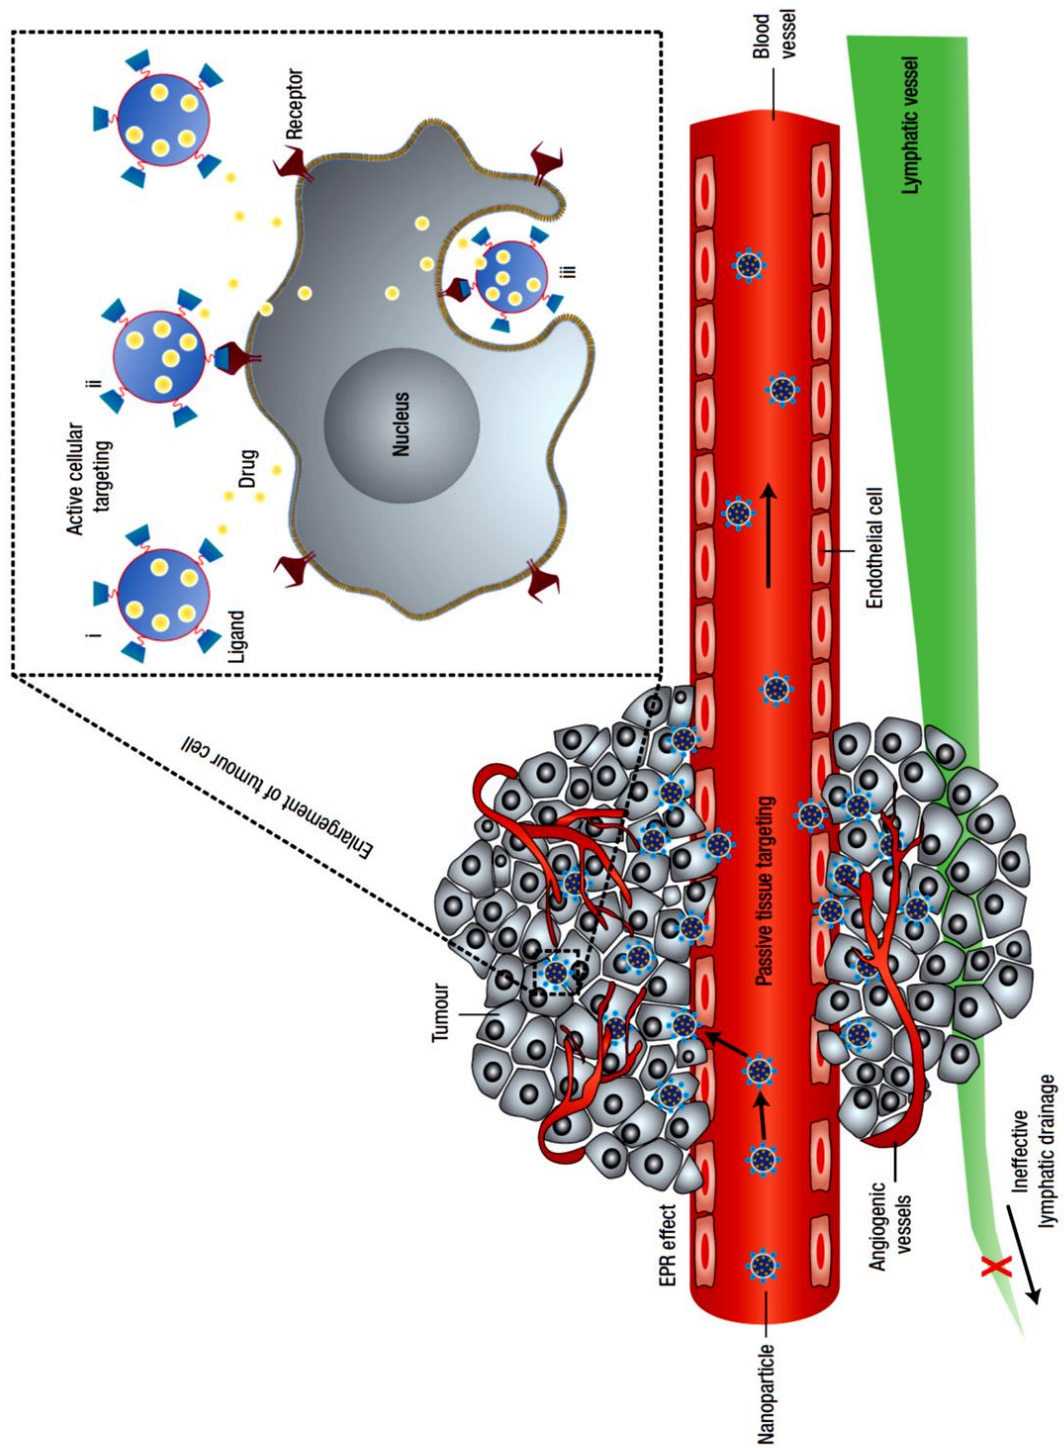 Active cellular
targeting
i
ii
Ligand
Drug
Receptor
Nucleus
iii
Enlargement of tumour cell
Tumour
EPR effect
Nanoparticle
Passive tissue targeting
Blood
vessel
Endothelial cell
Lymphatic vessel
Angiogenic
vessels
X
Ineffective
lymphatic drainage